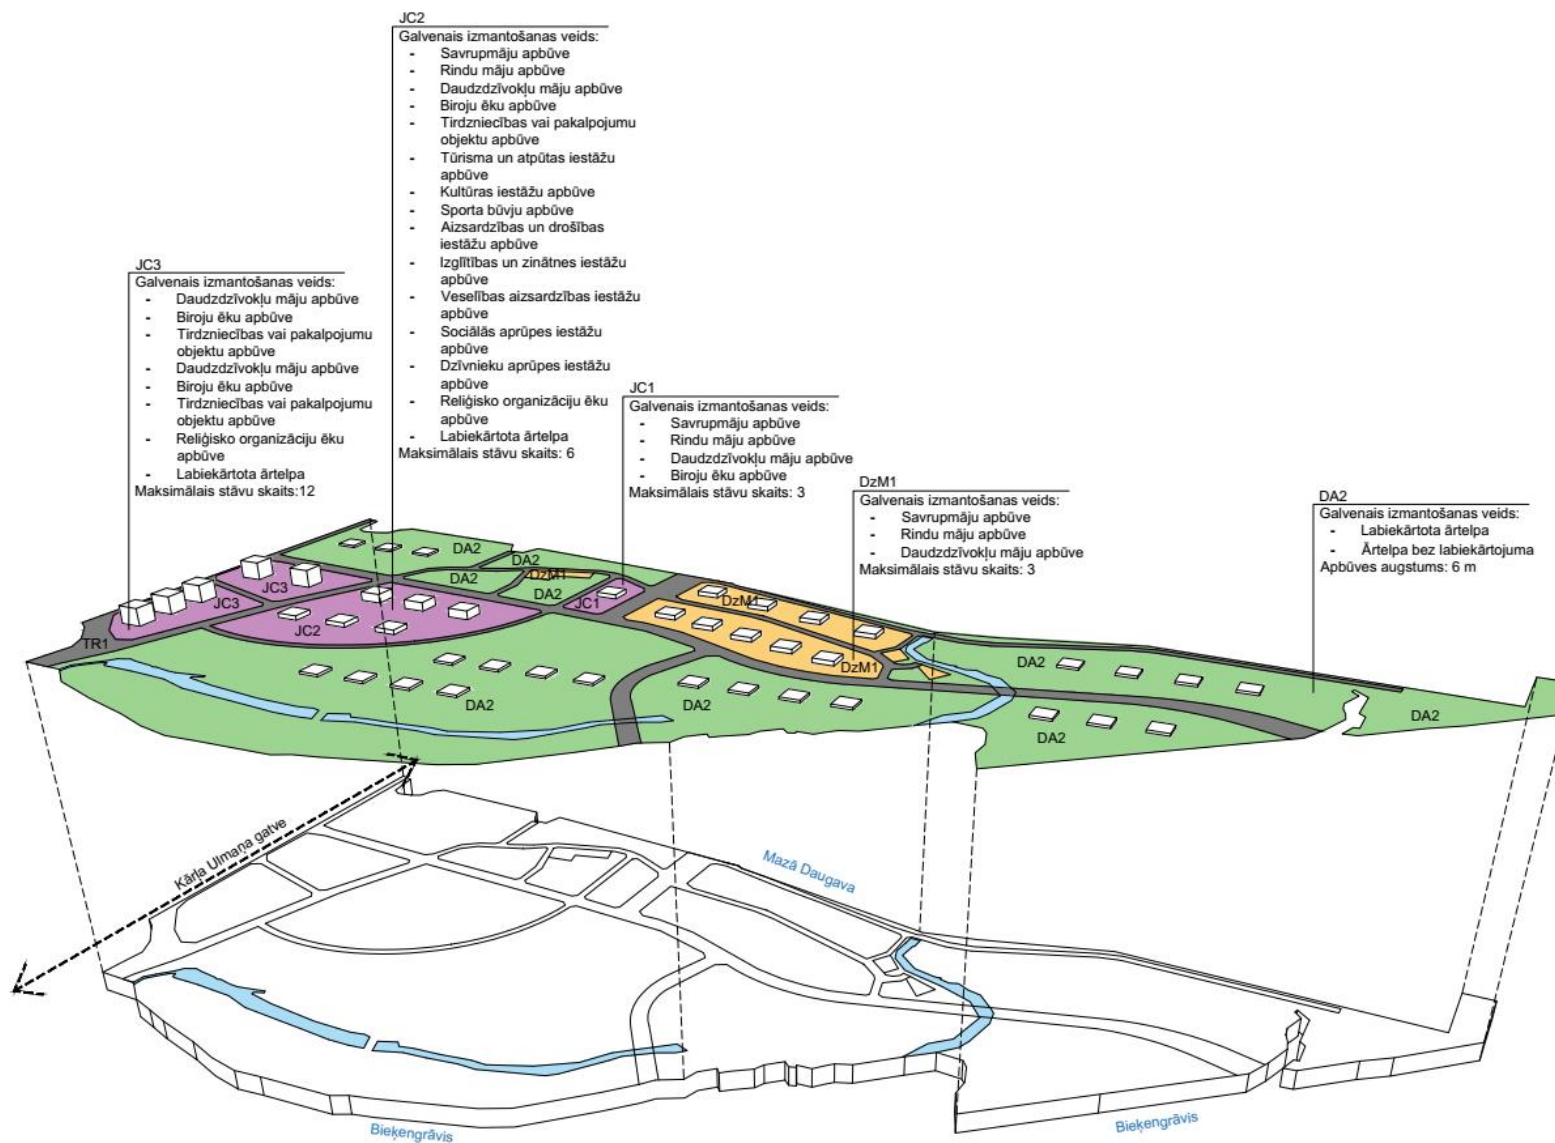 JC2
Galvenais izmantošanas veids:
- Savrupmāju apbūve
- Rindu māju apbūve
- Daudzdzīvokļu māju apbūve
- Biroju ēku apbūve
- Tirdzniecības vai pakalpojumu
objektu apbūve
- Tūrisma un atpūtas iestāžu
apbūve
- Kultūras iestāžu apbūve
- Sporta būvju apbūve
- Aizsardzības un drošības
iestāžu apbūve
- Izglītības un zinātnes iestāžu
apbūve
- Veselības aizsardzības iestāžu
apbūve
- Sociālās aprūpes iestāžu
apbūve
- Dzīvnieku aprūpes iestāžu
apbūve
- Reliģisko organizāciju ēku
apbūve
- Labiekārtota ārtelpa
Maksimālais stāvu skaits: 6
JC3
Galvenais izmantošanas veids:
- Daudzdzīvokļu māju apbūve
- Biroju ēku apbūve
- Tirdzniecības vai pakalpojumu
objektu apbūve
- Daudzdzīvokļu māju apbūve
- Biroju ēku apbūve
- Tirdzniecības vai pakalpojumu
objektu apbūve
- Reliģisko organizāciju ēku
apbūve
- Labiekārtota ārtelpa
Maksimālais stāvu skaits:12
JC1
Galvenais izmantošanas veids:
- Savrupmāju apbūve
- Rindu māju apbūve
- Daudzdzīvokļu māju apbūve
- Biroju ēku apbūve
Maksimālais stāvu skaits: 3
DzM1
Galvenais izmantošanas veids:
- Savrupmāju apbūve
- Rindu māju apbūve
- Daudzdzīvokļu māju apbūve
Maksimālais stāvu skaits: 3
DA2
Galvenais izmantošanas veids:
- Labiekārtota ārtelpa
- Ārtelpa bez labiekārtojuma
Apbūves augstums: 6 m
DA2
DA2
DzM1
DA2
DA2
JC3
JC3
JC1
DzM1
JC2
TR1
DzM1
DA2
DA2
DA2
DA2
DA2
Kārļa Ulmaņa gatve
Mazā Daugava
Bieķengrāvis
Bieķengrāvis